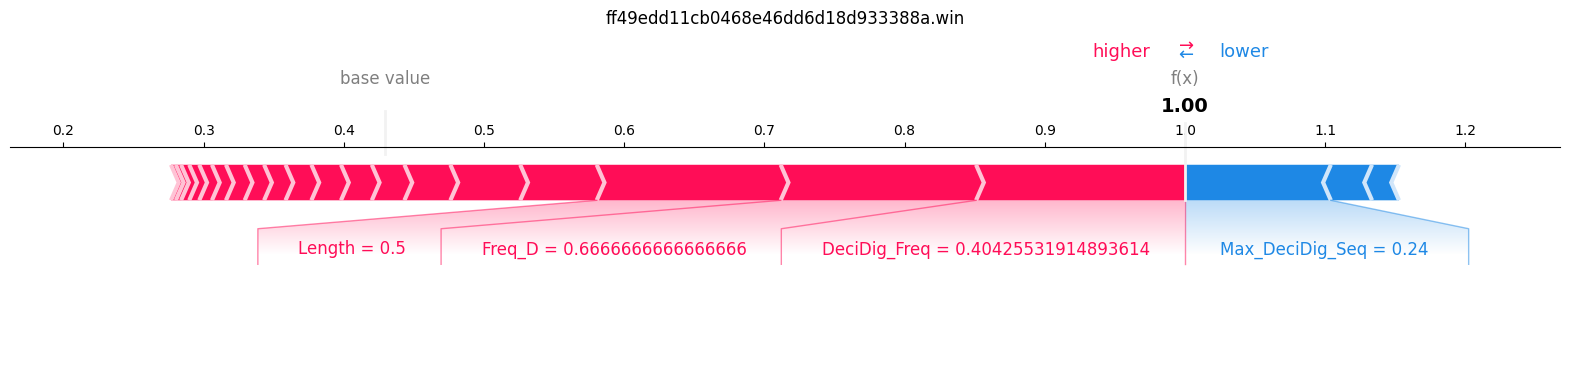 ff49edd11cb0468e46dd6d18d933388a.win
higher ⇄ lower
base value f(x)
1.00
0.2 0.3 0.4 0.5 0.6 0.7 0.8 0.9 1.0 1.1 1.2
Length = 0.5 Freq_D = 0.6666666666666666 DeciDig_Freq = 0.40425531914893614 Max_DeciDig_Seq = 0.24